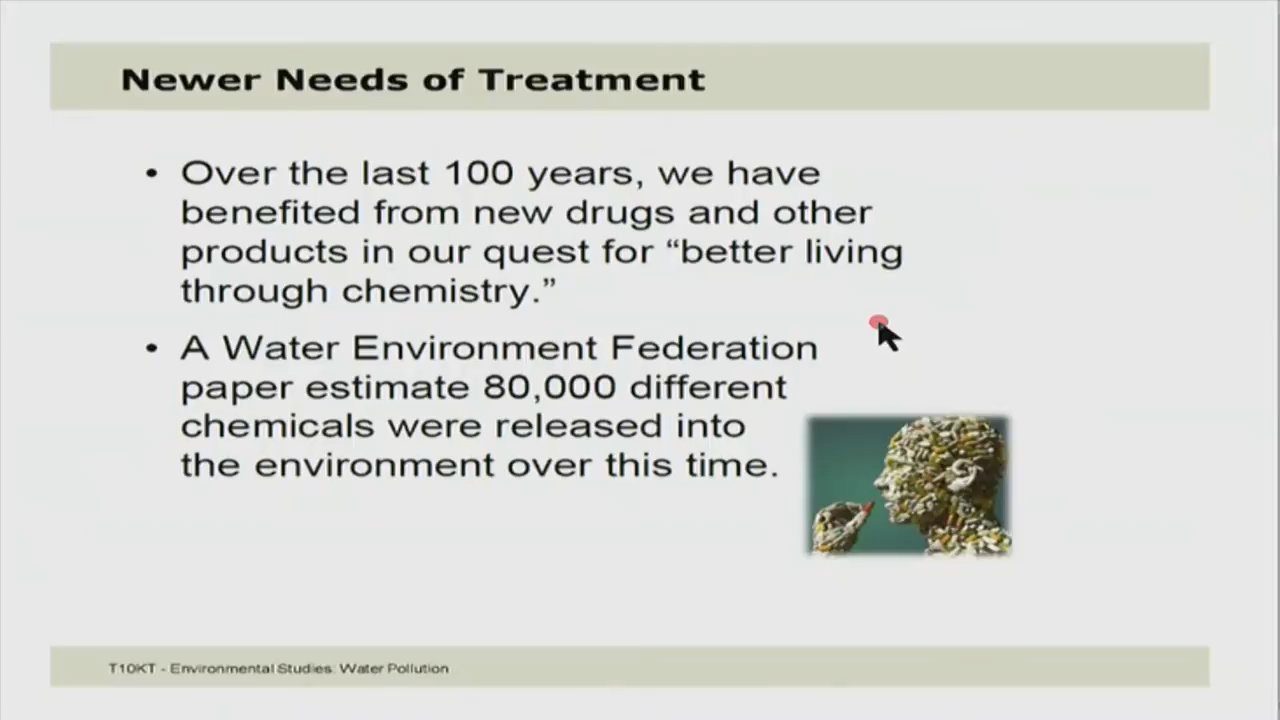 Newer Needs of Treatment
• Over the last 100 years, we have
benefited from new drugs and other
products in our quest for “better living
through chemistry.”
• A Water Environment Federation
paper estimate 80,000 different
chemicals were released into
the environment over this time.
T10KT - Environmental Studies: Water Pollution